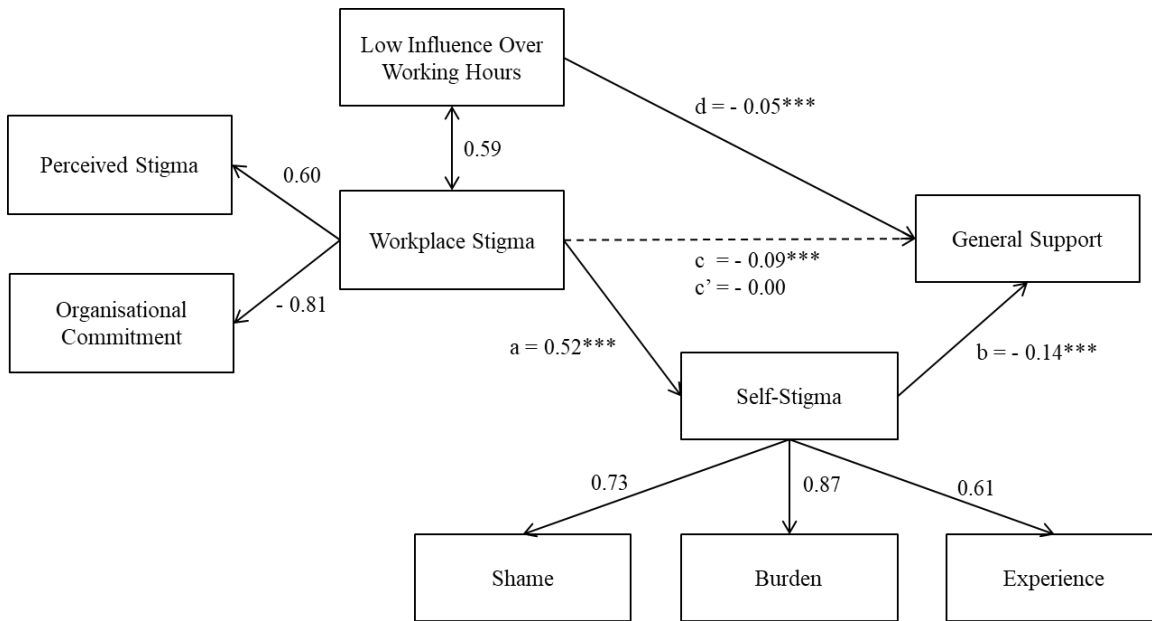 Low Influence Over
Working Hours
d = - 0.05***
Perceived Stigma
0.59
0.60
Workplace Stigma
General Support
c = - 0.09***
c’ = - 0.00
Organisational
Commitment
- 0.81
a = 0.52***
b = - 0.14***
Self-Stigma
0.73
0.87
0.61
Shame
Burden
Experience